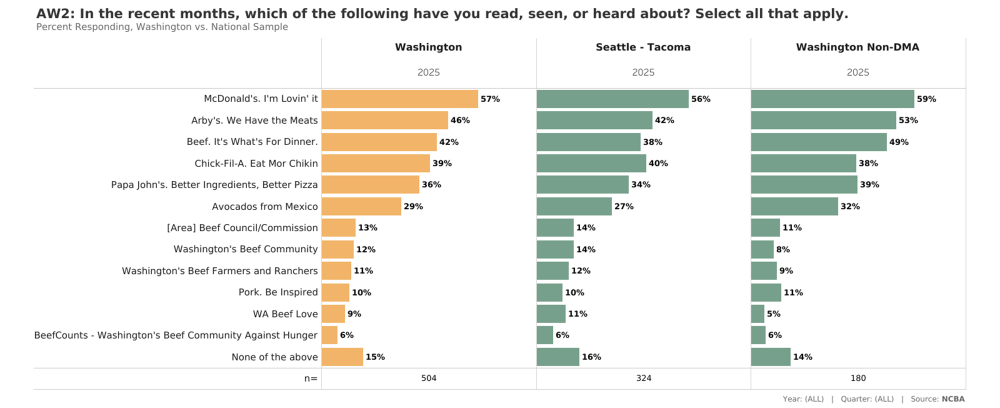 AW2: In the recent months, which of the following have you read, seen, or heard about? Select all that apply.
Percent Responding, Washington vs. National Sample
Washington Seattle - Tacoma Washington Non-DMA
2025 2025 2025
McDonald's. I'm Lovin' it 57% 56% 59%
Arby's. We Have the Meats 46% 42% 53%
Beef. It's What's For Dinner. 42% 38% 49%
Chick-Fil-A. Eat Mor Chikin 39% 40% 38%
Papa John's. Better Ingredients, Better Pizza 36% 34% 39%
Avocados from Mexico 29% 27% 32%
[Area] Beef Council/Commission 13% 14% 11%
Washington's Beef Community 12% 14% 8%
Washington's Beef Farmers and Ranchers 11% 12% 9%
Pork. Be Inspired 10% 10% 11%
WA Beef Love 9% 11% 5%
BeefCounts - Washington's Beef Community Against Hunger 6% 6% 6%
None of the above 15% 16% 14%
n= 504 324 180
Year: (ALL) | Quarter: (ALL) | Source: NCBA